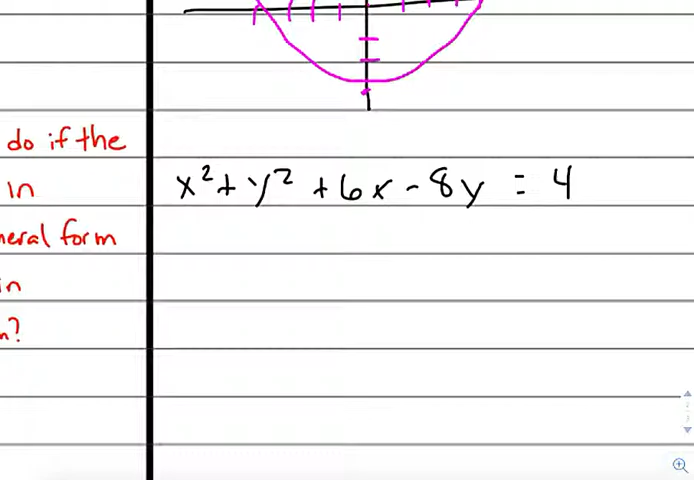 do if the
x² + y² + 6x - 8y = 4
in
neral form
in
m?